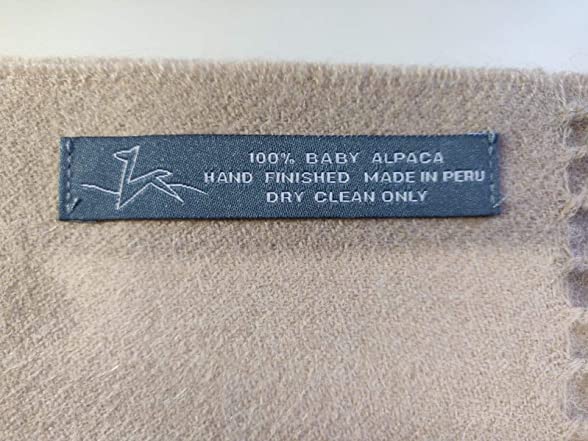 100% BABY ALPACA
HAND FINISHED MADE IN PERU
DRY CLEAN ONLY